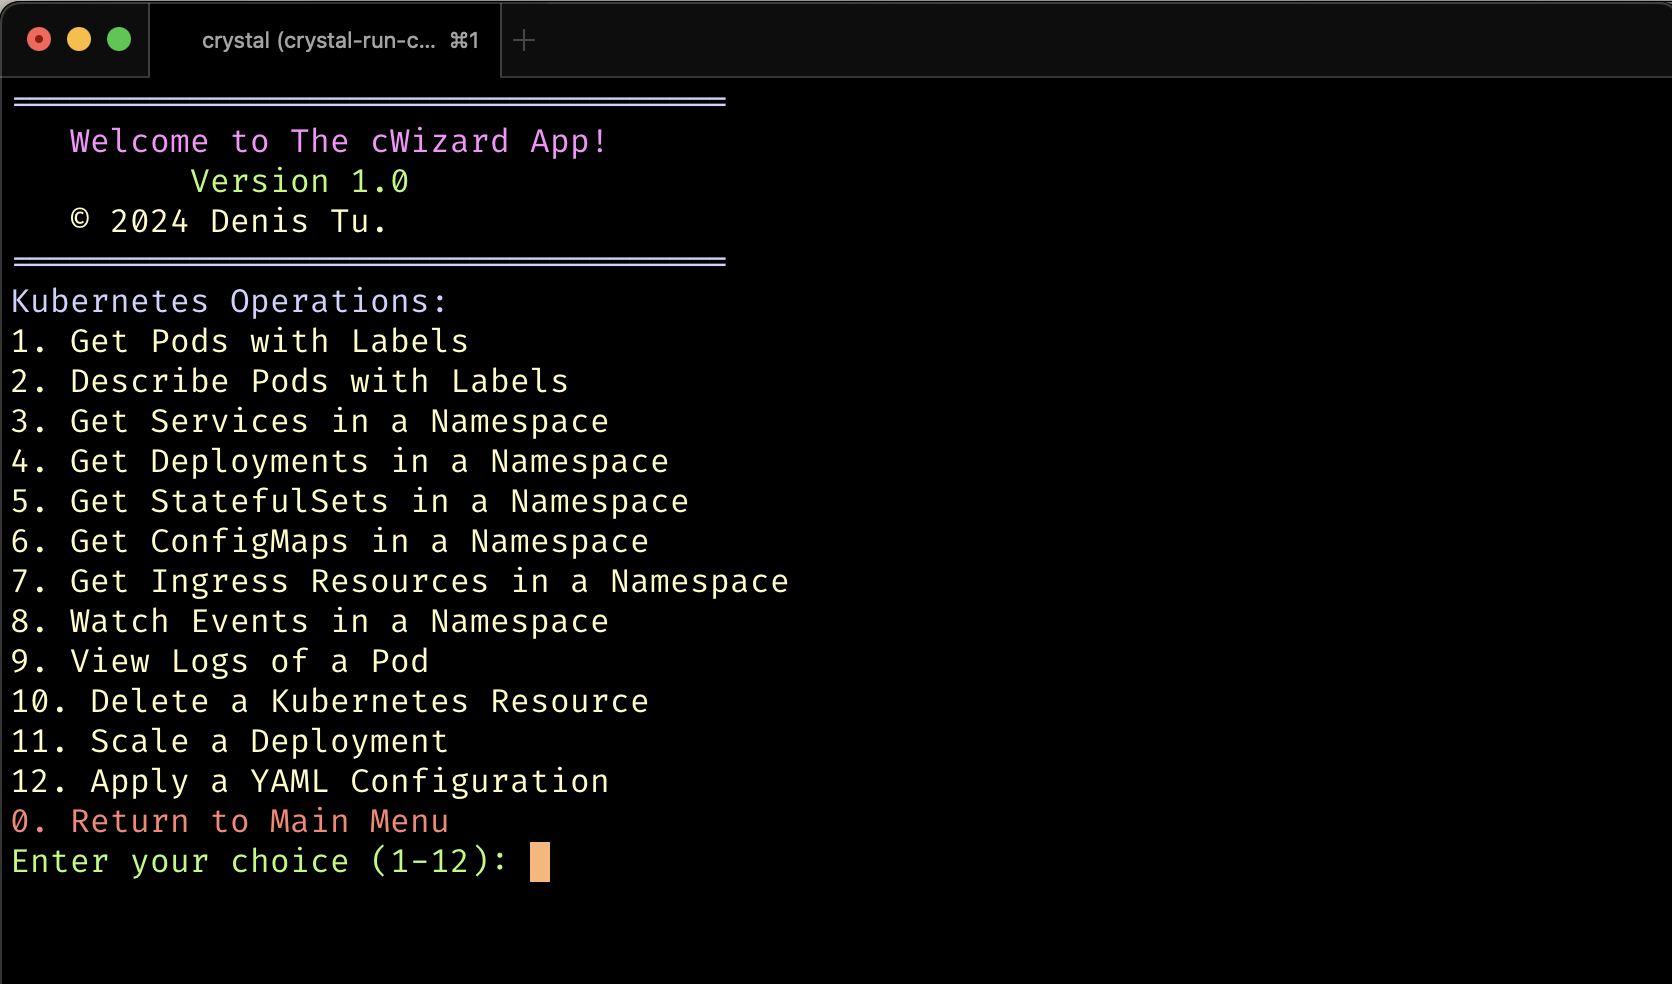 crystal (crystal-run-c... ⌘1
Welcome to The cWizard App!
Version 1.0
© 2024 Denis Tu.
Kubernetes Operations:
1. Get Pods with Labels
2. Describe Pods with Labels
3. Get Services in a Namespace
4. Get Deployments in a Namespace
5. Get StatefulSets in a Namespace
6. Get ConfigMaps in a Namespace
7. Get Ingress Resources in a Namespace
8. Watch Events in a Namespace
9. View Logs of a Pod
10. Delete a Kubernetes Resource
11. Scale a Deployment
12. Apply a YAML Configuration
0. Return to Main Menu
Enter your choice (1-12):